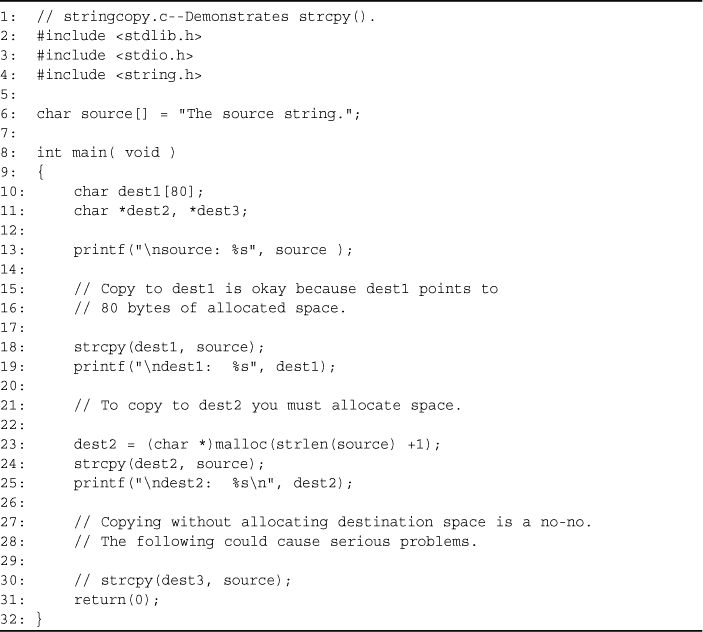 1:  // stringcopy.c--Demonstrates strcpy().
2:  #include <stdlib.h>
3:  #include <stdio.h>
4:  #include <string.h>
5:
6:  char source[] = "The source string.";
7:
8:  int main( void )
9:  {
10:     char dest1[80];
11:     char *dest2, *dest3;
12:
13:     printf("\nsource: %s", source );
14:
15:     // Copy to dest1 is okay because dest1 points to
16:     // 80 bytes of allocated space.
17:
18:     strcpy(dest1, source);
19:     printf("\ndest1:  %s", dest1);
20:
21:     // To copy to dest2 you must allocate space.
22:
23:     dest2 = (char *)malloc(strlen(source) +1);
24:     strcpy(dest2, source);
25:     printf("\ndest2:  %s\n", dest2);
26:
27:     // Copying without allocating destination space is a no-no.
28:     // The following could cause serious problems.
29:
30:     // strcpy(dest3, source);
31:     return(0);
32: }